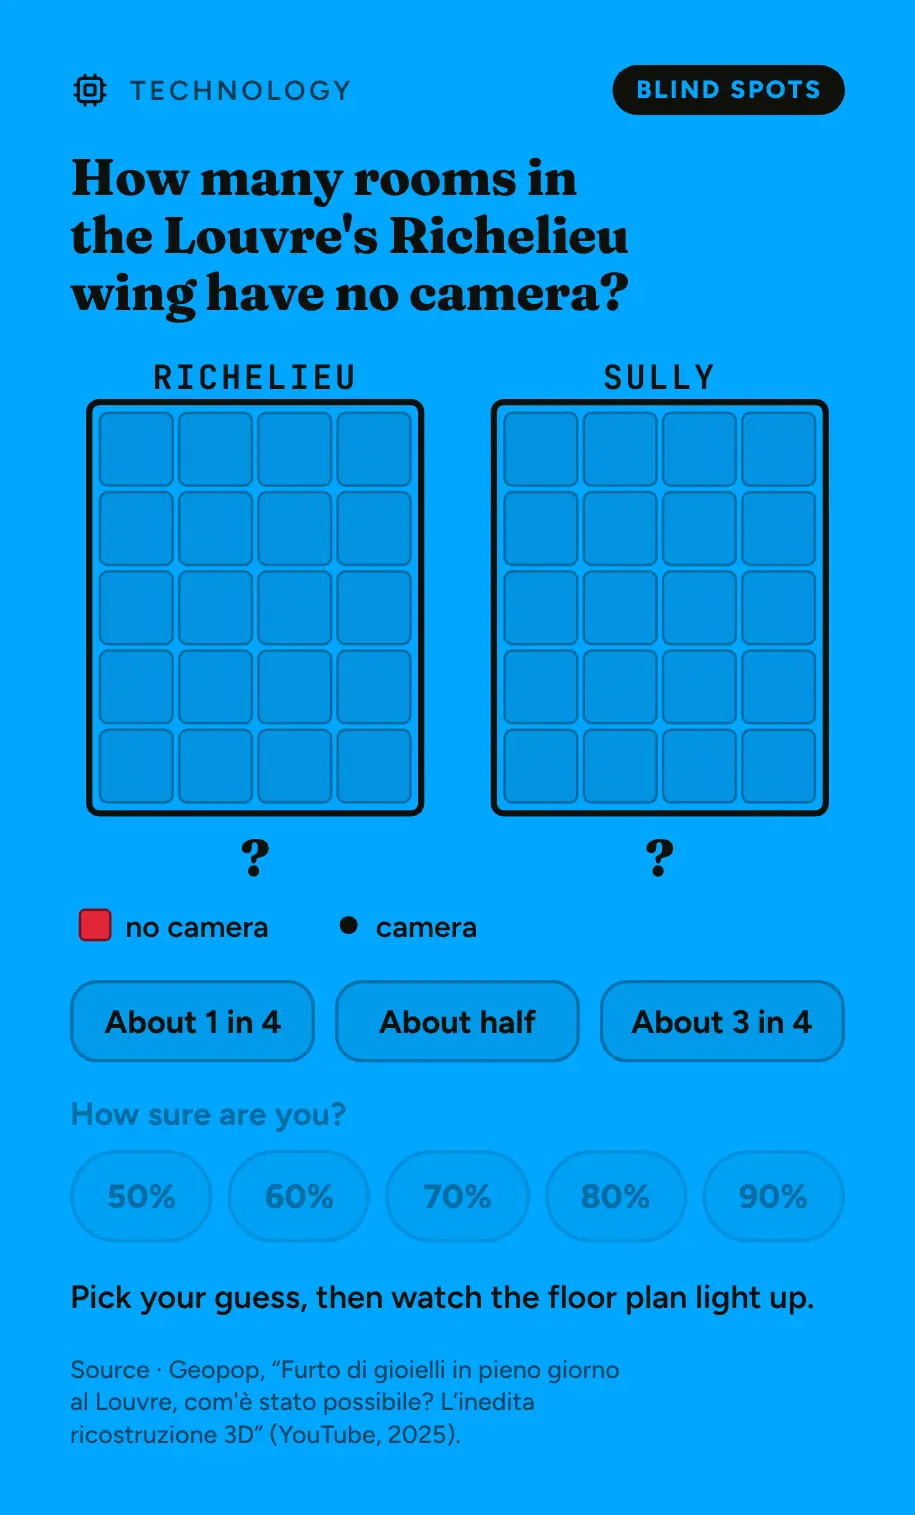 TECHNOLOGY
BLIND SPOTS
How many rooms in
the Louvre's Richelieu
wing have no camera?
RICHELIEU
SULLY
?
?
no camera
camera
About 1 in 4
About half
About 3 in 4
How sure are you?
50%
60%
70%
80%
90%
Pick your guess, then watch the floor plan light up.
Source · Geopop, “Furto di gioielli in pieno giorno
al Louvre, com'è stato possibile? L’inedita
ricostruzione 3D” (YouTube, 2025).